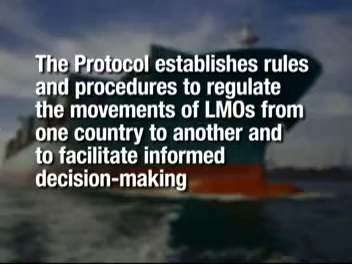 The Protocol establishes rules
and procedures to regulate
the movements of LMOs from
one country to another and
to facilitate informed
decision-making